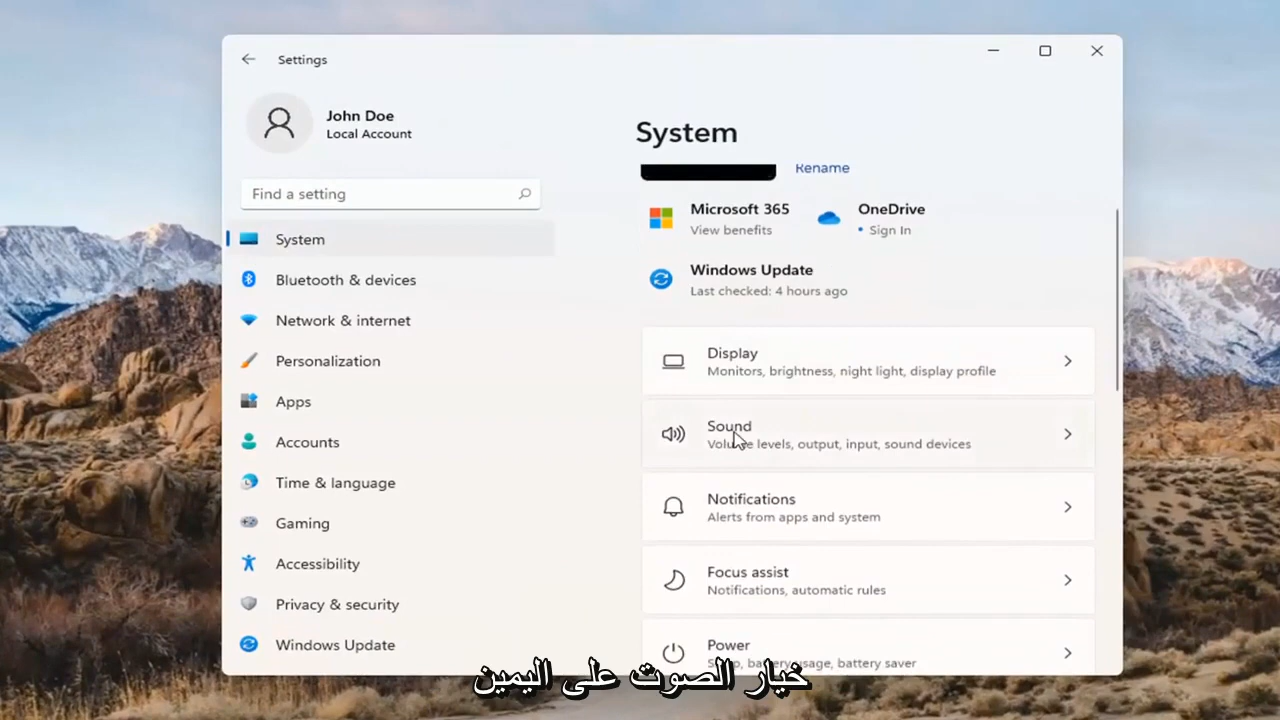 Settings
John Doe
Local Account
Find a setting
System
Bluetooth & devices
Network & internet
Personalization
Apps
Accounts
Time & language
Gaming
Accessibility
Privacy & security
Windows Update
System
Rename
Microsoft 365
View benefits
OneDrive
• Sign In
Windows Update
Last checked: 4 hours ago
Display
Monitors, brightness, night light, display profile
Sound
Volume levels, output, input, sound devices
Notifications
Alerts from apps and system
Focus assist
Notifications, automatic rules
Power
Sleep, battery usage, battery saver
خيار الصوت على اليمين